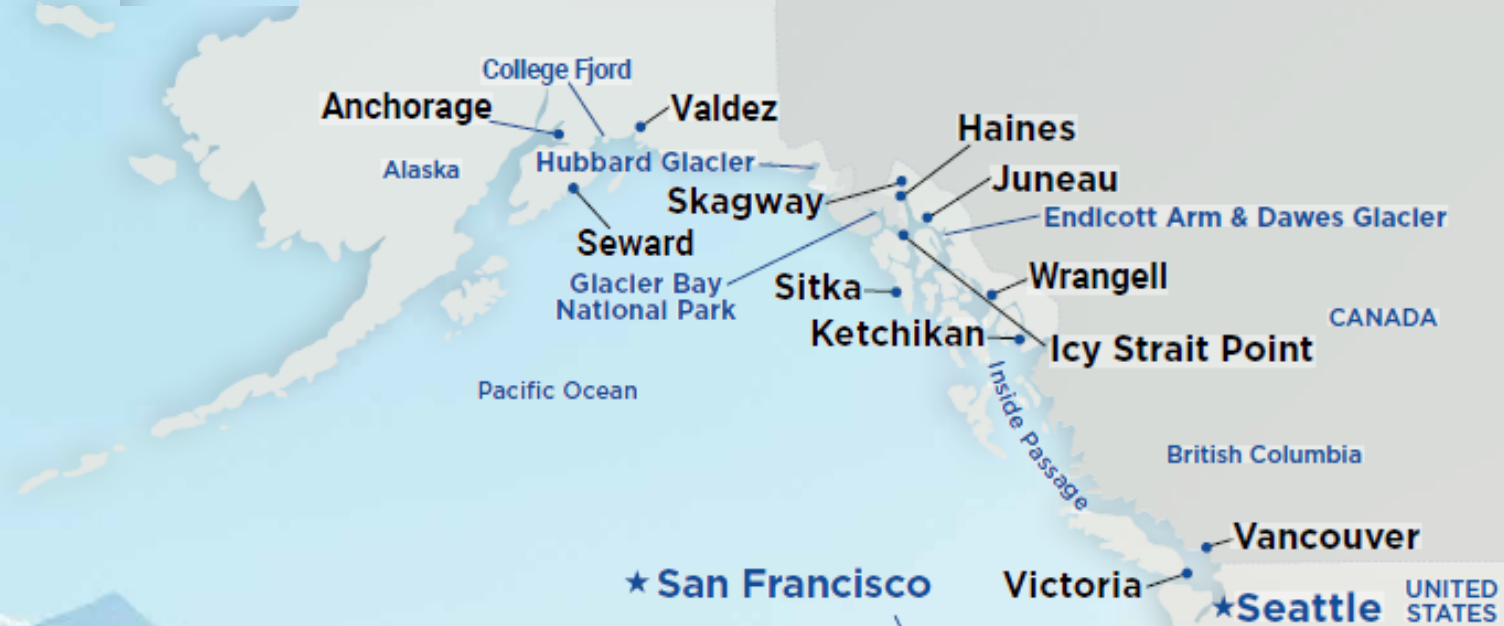 College Fjord
Anchorage
Valdez
Haines
Alaska
Hubbard Glacier
Juneau
Skagway
Endicott Arm & Dawes Glacier
Seward
Glacier Bay
National Park
Sitka
Wrangell
CANADA
Ketchikan
Icy Strait Point
Pacific Ocean
Inside Passage
British Columbia
Vancouver
San Francisco
Victoria
Seattle
UNITED
STATES